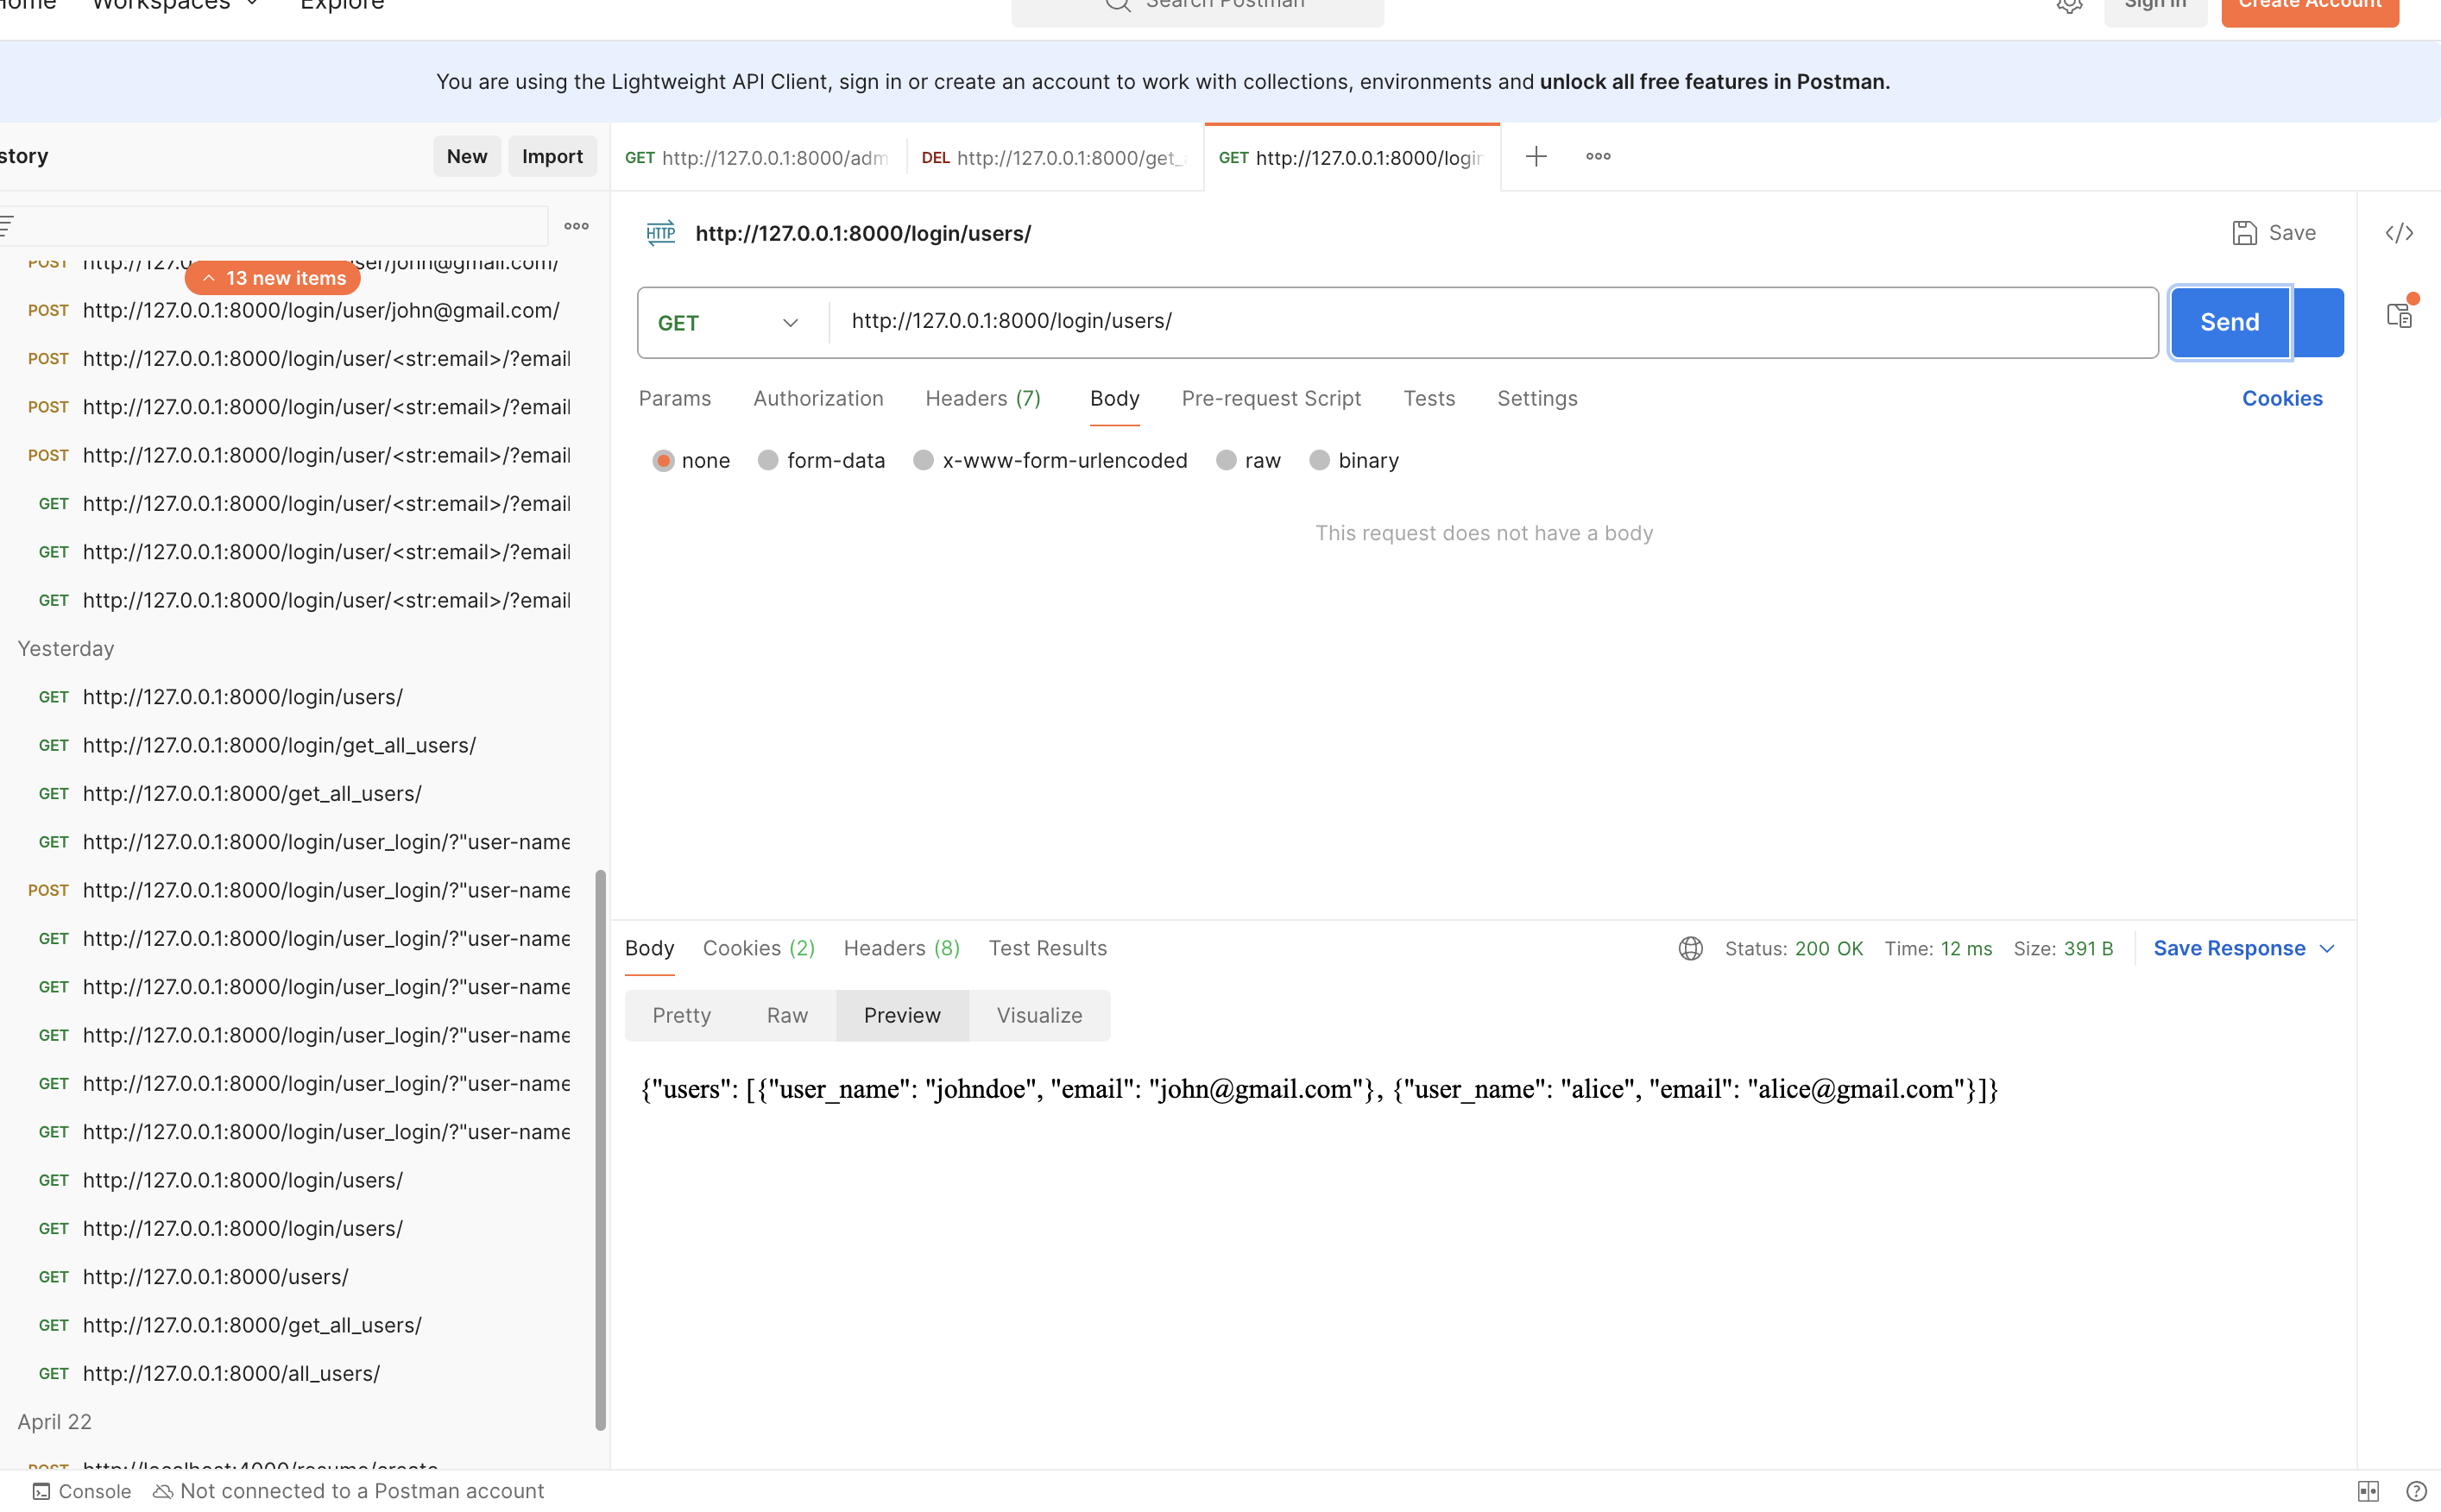 Home Workspaces Explore Search Postman Sign In Create Account
You are using the Lightweight API Client, sign in or create an account to work with collections, environments and unlock all free features in Postman.
story New Import
GET http://127.0.0.1:8000/adm
DEL http://127.0.0.1:8000/get_
GET http://127.0.0.1:8000/login
HTTP http://127.0.0.1:8000/login/users/ Save
POST http://127.0 ser/john@gmail.com/
13 new items
POST http://127.0.0.1:8000/login/user/john@gmail.com/
POST http://127.0.0.1:8000/login/user/<str:email>/?email
POST http://127.0.0.1:8000/login/user/<str:email>/?email
POST http://127.0.0.1:8000/login/user/<str:email>/?email
GET http://127.0.0.1:8000/login/user/<str:email>/?email
GET http://127.0.0.1:8000/login/user/<str:email>/?email
GET http://127.0.0.1:8000/login/user/<str:email>/?email
Yesterday
GET http://127.0.0.1:8000/login/users/
GET http://127.0.0.1:8000/login/get_all_users/
GET http://127.0.0.1:8000/get_all_users/
GET http://127.0.0.1:8000/login/user_login/?"user-name
POST http://127.0.0.1:8000/login/user_login/?"user-name
GET http://127.0.0.1:8000/login/user_login/?"user-name
GET http://127.0.0.1:8000/login/user_login/?"user-name
GET http://127.0.0.1:8000/login/user_login/?"user-name
GET http://127.0.0.1:8000/login/user_login/?"user-name
GET http://127.0.0.1:8000/login/user_login/?"user-name
GET http://127.0.0.1:8000/login/users/
GET http://127.0.0.1:8000/login/users/
GET http://127.0.0.1:8000/users/
GET http://127.0.0.1:8000/get_all_users/
GET http://127.0.0.1:8000/all_users/
April 22
POST http://localhost:4000/resume/create
GET http://127.0.0.1:8000/login/users/ Send
Params Authorization Headers (7) Body Pre-request Script Tests Settings Cookies
none form-data x-www-form-urlencoded raw binary
This request does not have a body
Body Cookies (2) Headers (8) Test Results Status: 200 OK Time: 12 ms Size: 391 B Save Response
Pretty Raw Preview Visualize
{"users": [{"user_name": "johndoe", "email": "john@gmail.com"}, {"user_name": "alice", "email": "alice@gmail.com"}]}
Console Not connected to a Postman account